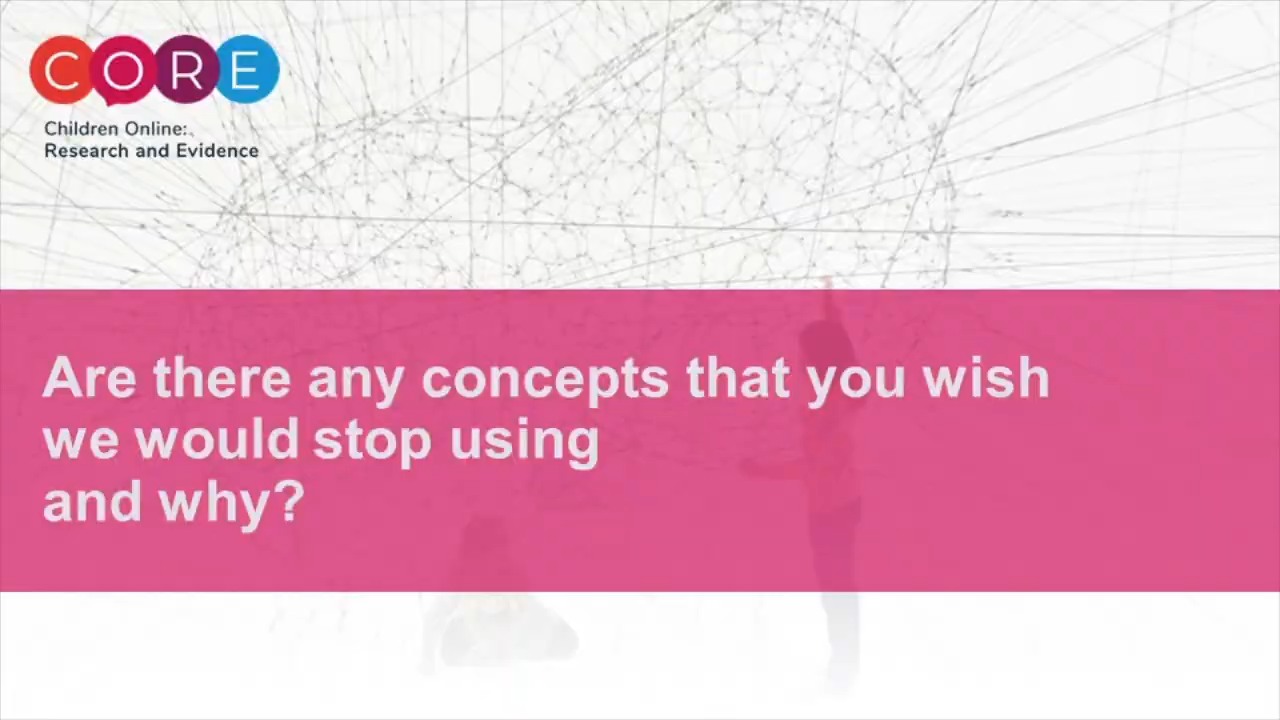 CORE
Children Online:
Research and Evidence
Are there any concepts that you wish
we would stop using
and why?